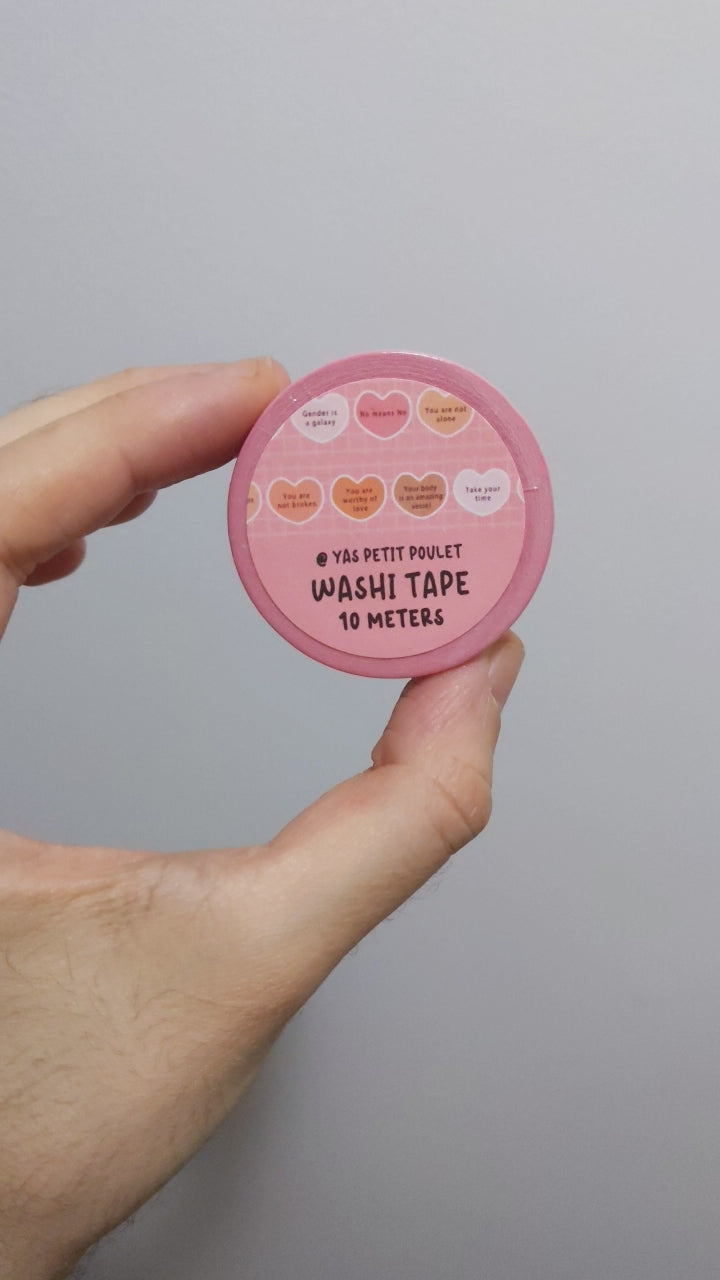 Gender is
a galaxy
No means No
You are not
alone
You are
not broken
You are
worthy of
love
Your body
is an amazing
vessel
Take your
time
@ YAS PETIT POULET
WASHI TAPE
10 METERS